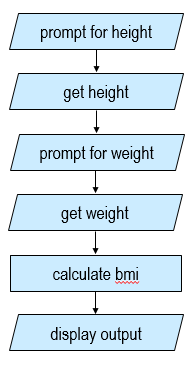 prompt for height
get height
prompt for weight
get weight
calculate bmi
display output